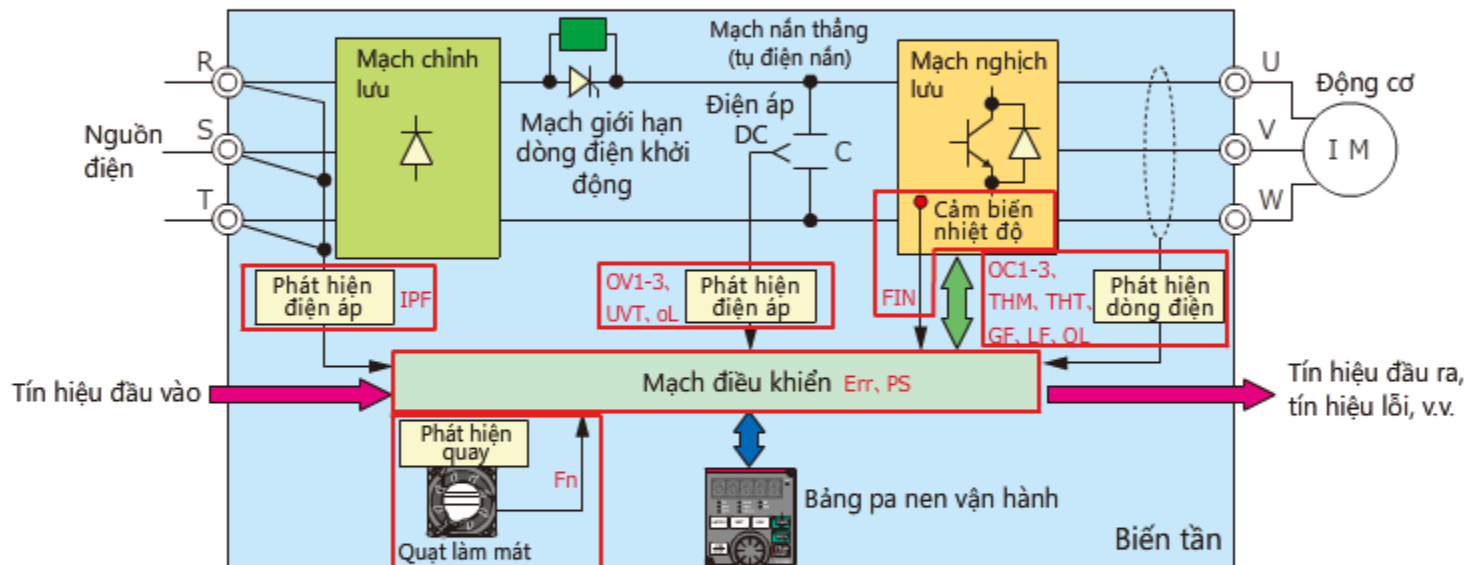 R
S
T
Nguồn
điện
Mạch chỉnh
lưu
Mạch giới hạn
dòng điện khởi
động
Mạch nắn thẳng
(tụ điện nắn)
Điện áp
DC
C
Mạch nghịch
lưu
Cảm biến
nhiệt độ
U
V
W
Động cơ
I M
Phát hiện
điện áp
IPF
OV1-3、
UVT、oL
Phát hiện
điện áp
FIN
OC1-3、
THM、THT、
GF、LF、OL
Phát hiện
dòng điện
Tín hiệu đầu vào
Mạch điều khiển Err、PS
Tín hiệu đầu ra,
tín hiệu lỗi, v.v.
Phát hiện
quay
Fn
Quạt làm mát
Bảng pa nen vận hành
Biến tần